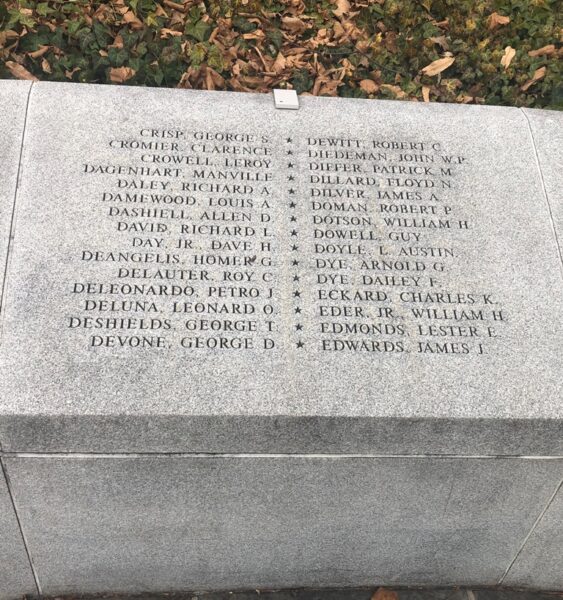 CRISP, GEORGE S. ★ DEWITT, ROBERT C.
CROMIER, CLARENCE ★ DIEDEMAN, JOHN W.P.
CROWELL, LEROY ★ DIEFER, PATRICK M.
DAGENHART, MANVILLE ★ DILLARD, FLOYD N.
DALEY, RICHARD A. ★ DILVER, JAMES A.
DAMEWOOD, LOUIS A. ★ DOMAN, ROBERT P.
DASHIELL, ALLEN D. ★ DOTSON, WILLIAM H.
DAVID, RICHARD L. ★ DOWELL, GUY
DAY, JR., DAVE H. ★ DOYLE, L. AUSTIN.
DEANGELIS, HOMER G. ★ DYE, ARNOLD G.
DELAUTER, ROY C. ★ DYE, DAILEY F.
DELEONARDO, PETRO J. ★ ECKARD, CHARLES K.
DELUNA, LEONARD O. ★ EDER, JR., WILLIAM H.
DESHIELDS, GEORGE T. ★ EDMONDS, LESTER E.
DEVONE, GEORGE D. ★ EDWARDS, JAMES J.